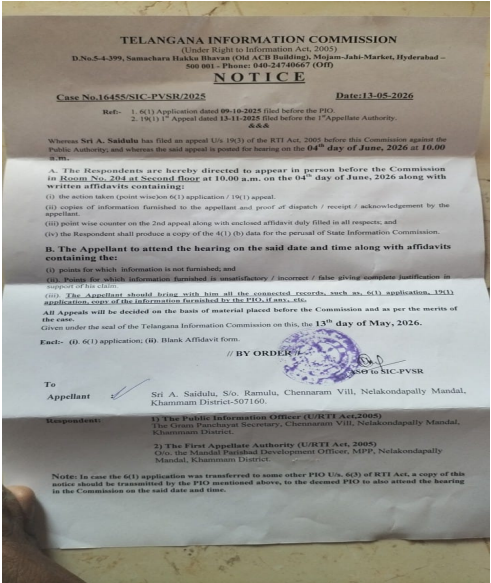 TELANGANA INFORMATION COMMISSION
(Under Right to Information Act, 2005)
D.No.5-4-399, Samachara Hakka Bhavan (Old ACB Building), Mojam-Jahi-Market, Hyderabad –
500 001 - Phone: 040-24740667 (Off)
NOTICE
Case No.16455/SIC-PVSR/2025 Date:13-05-2026
Ref:- 1. 6(1) Application dated 09-10-2025 filed before the PIO.
2. 19(1) 1st Appeal dated 13-11-2025 filed before the 1st Appellate Authority.
&&&
Whereas Sri A. Saidulu has filed an appeal U/s 19(3) of the RTI Act, 2005 before this Commission against the
Public Authority; and whereas the said appeal is posted for hearing on the 04th day of June, 2026 at 10.00
a.m.
A. The Respondents are hereby directed to appear in person before the Commission
in Room No. 204 at Second floor at 10.00 a.m. on the 04th day of June, 2026 along with
written affidavits containing:
(i) the action taken (point wise)on 6(1) application / 19(1) appeal.
(ii) copies of information furnished to the appellant and proof of dispatch / receipt / acknowledgement by the
appellant.
(iii) point wise counter on the 2nd appeal along with enclosed affidavit duly filled in all respects; and
(iv) the Respondent shall produce a copy of the 4(1) (b) data for the perusal of State Information Commission.
B. The Appellant to attend the hearing on the said date and time along with affidavits
containing the:
(i) points for which information is not furnished; and
(ii). Points for which information furnished is unsatisfactory / incorrect / false giving complete justification in
support of his claim.
(iii). The Appellant should bring with him all the connected records, such as, 6(1) application, 19(1)
application, copy of the information furnished by the PIO, if any, etc.
All Appeals will be decided on the basis of material placed before the Commission and as per the merits of
the case.
Given under the seal of the Telangana Information Commission on this, the 13th day of May, 2026.
Encl:- (i). 6(1) application; (ii). Blank Affidavit form.
// BY ORDER //
ASO to SIC-PVSR
To
Appellant : Sri A. Saidulu, S/o. Ramulu, Chennaram Vill, Nelakondapally Mandal,
Khammam District-507160.
Respondent: 1) The Public Information Officer (U/RTI Act,2005)
The Gram Panchayat Secretary, Chennaram Vill, Nelakondapally Mandal,
Khammam District.
2) The First Appellate Authority (U/RTI Act, 2005)
O/o. the Mandal Parishad Development Officer, MPP, Nelakondapally
Mandal, Khammam District.
Note: In case the 6(1) application was transferred to some other PIO U/s. 6(3) of RTI Act, a copy of this
notice should be transmitted by the PIO mentioned above, to the deemed PIO to also attend the hearing
in the Commission on the said date and time.